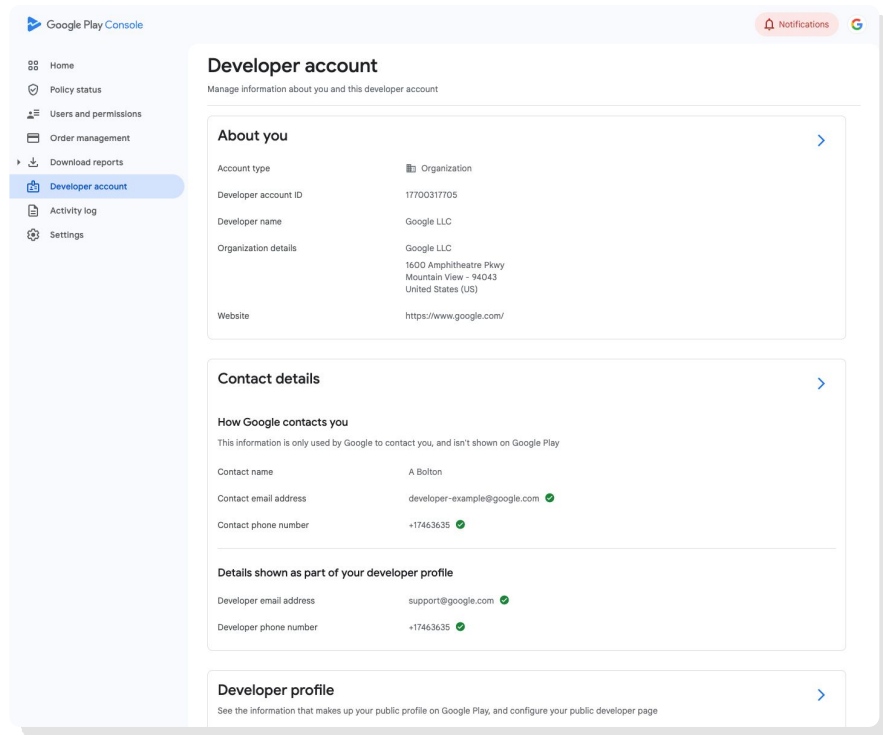 Google Play Console
Notifications
Home
Policy status
Users and permissions
Order management
Download reports
Developer account
Activity log
Settings
Developer account
Manage information about you and this developer account
About you
Account type Organization
Developer account ID 17700317705
Developer name Google LLC
Organization details Google LLC
1600 Amphitheatre Pkwy
Mountain View - 94043
United States (US)
Website https://www.google.com/
Contact details
How Google contacts you
This information is only used by Google to contact you, and isn't shown on Google Play
Contact name A Bolton
Contact email address developer-example@google.com
Contact phone number +17463635
Details shown as part of your developer profile
Developer email address support@google.com
Developer phone number +17463635
Developer profile
See the information that makes up your public profile on Google Play, and configure your public developer page